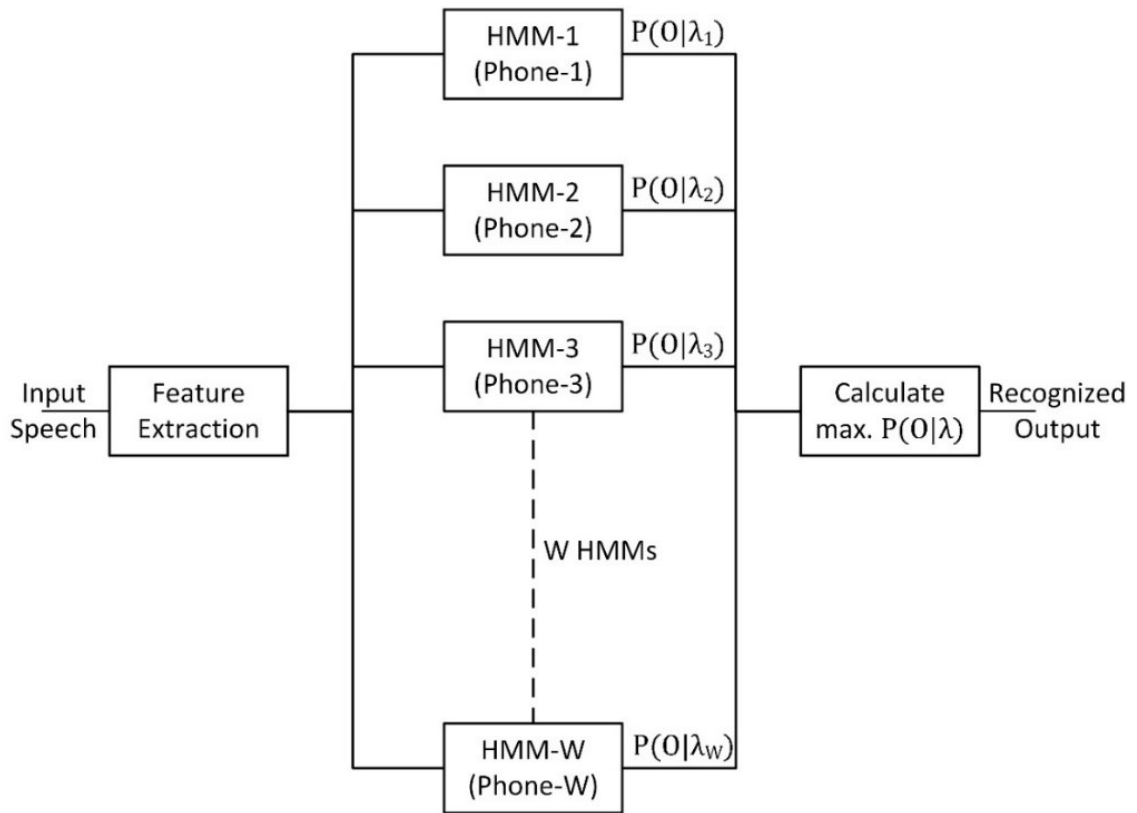 HMM-1
(Phone-1)
P(O|λ₁)
HMM-2
(Phone-2)
P(O|λ₂)
HMM-3
(Phone-3)
P(O|λ₃)
Input
Speech
Feature
Extraction
Calculate
max. P(O|λ)
Recognized
Output
W HMMs
HMM-W
(Phone-W)
P(O|λ_W)